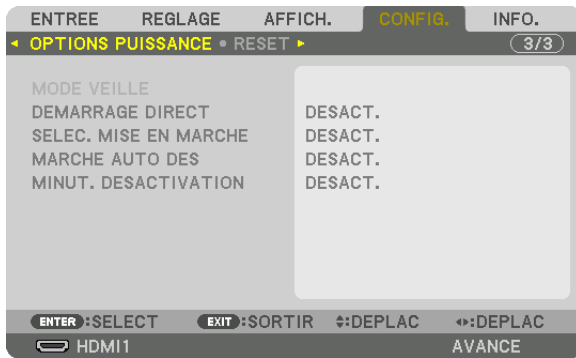 ENTREE REGLAGE AFFICH. CONFIG. INFO.
OPTIONS PUISSANCE • RESET 3/3
MODE VEILLE
DEMARRAGE DIRECT DESACT.
SELEC. MISE EN MARCHE DESACT.
MARCHE AUTO DES DESACT.
MINUT. DESACTIVATION DESACT.
ENTER :SELECT EXIT :SORTIR :DEPLAC :DEPLAC
HDMI1 AVANCE